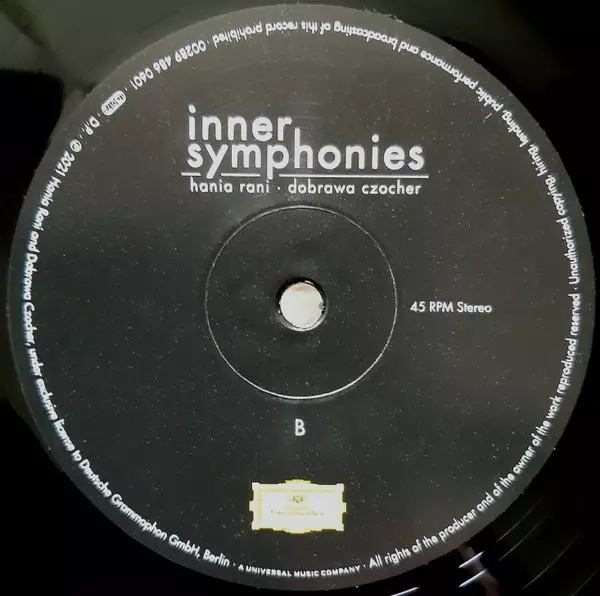 inner
symphonies
hania rani · dobrawa czocher
45 RPM Stereo
B
D.P. ℗ 2021 Hania Rani and Dobrawa Czocher, under exclusive license to Deutsche Grammophon GmbH, Berlin · A UNIVERSAL MUSIC COMPANY · All rights of the producer and of the owner of the work reproduced reserved · Unauthorized copying, hiring, lending, public performance and broadcasting of this record prohibited · 00289 486 0601